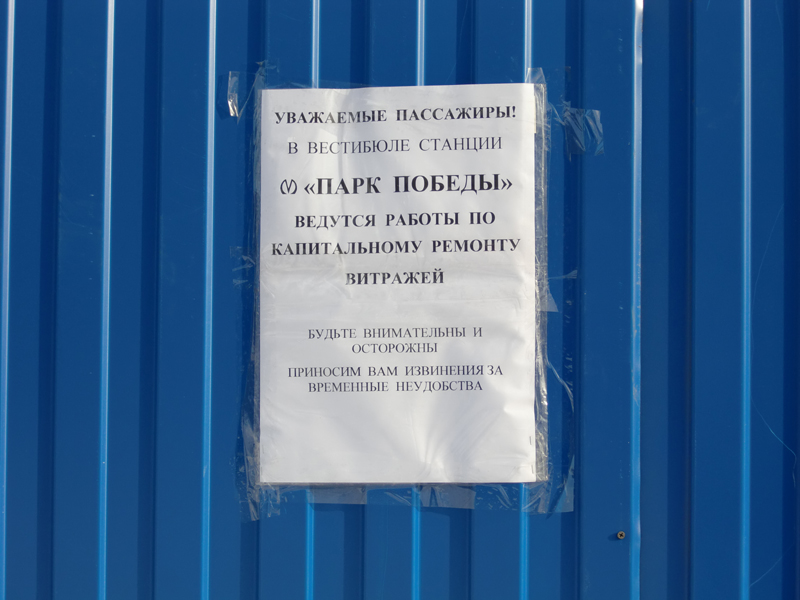 УВАЖАЕМЫЕ ПАССАЖИРЫ!
В ВЕСТИБЮЛЕ СТАНЦИИ
«ПАРК ПОБЕДЫ»
ВЕДУТСЯ РАБОТЫ ПО
КАПИТАЛЬНОМУ РЕМОНТУ
ВИТРАЖЕЙ
БУДЬТЕ ВНИМАТЕЛЬНЫ И
ОСТОРОЖНЫ
ПРИНОСИМ ВАМ ИЗВИНЕНИЯ ЗА
ВРЕМЕННЫЕ НЕУДОБСТВА